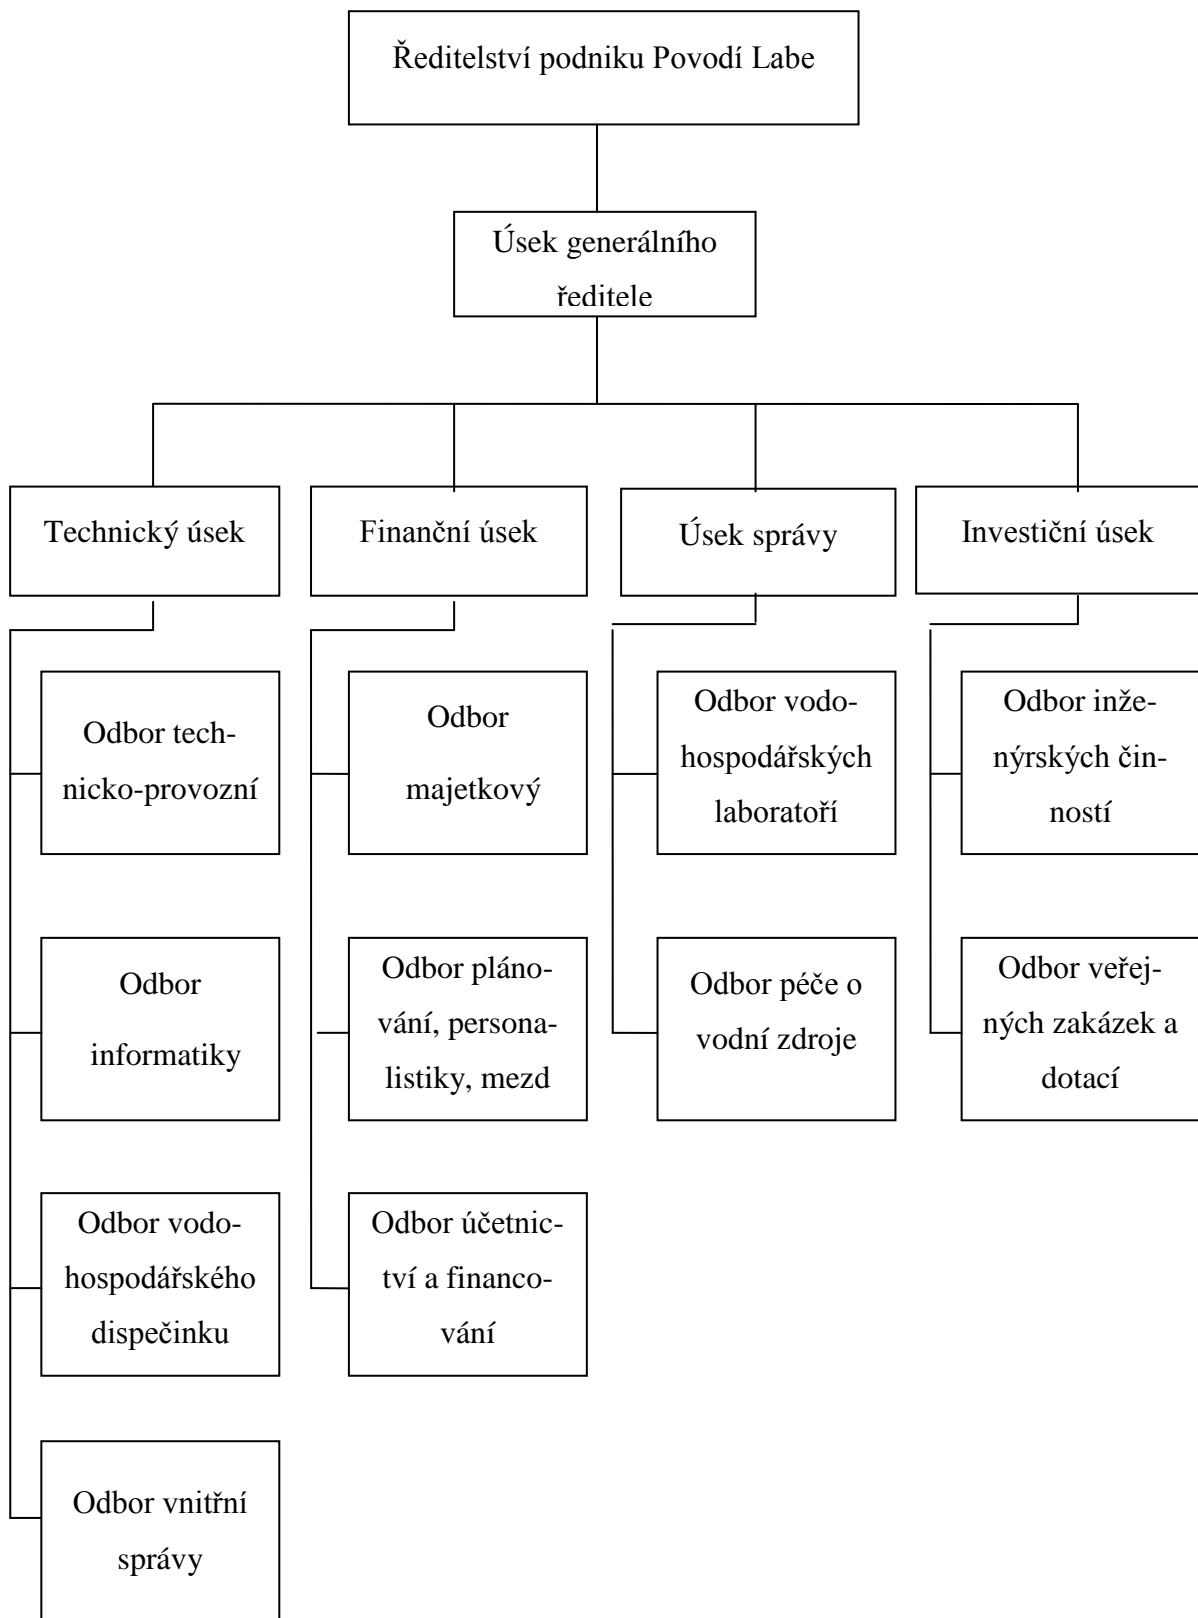 Ředitelství podniku Povodí Labe
Úsek generálního
ředitele
Technický úsek
Finanční úsek
Úsek správy
Investiční úsek
Odbor tech-
nicko-provozní
Odbor
majetkový
Odbor vodo-
hospodářských
laboratoří
Odbor inže-
nýrských čin-
ností
Odbor
informatiky
Odbor pláno-
vání, persona-
listiky, mezd
Odbor péče o
vodní zdroje
Odbor veřej-
ných zakázek a
dotací
Odbor vodo-
hospodářského
dispečinku
Odbor účetnic-
tví a financo-
vání
Odbor vnitřní
správy